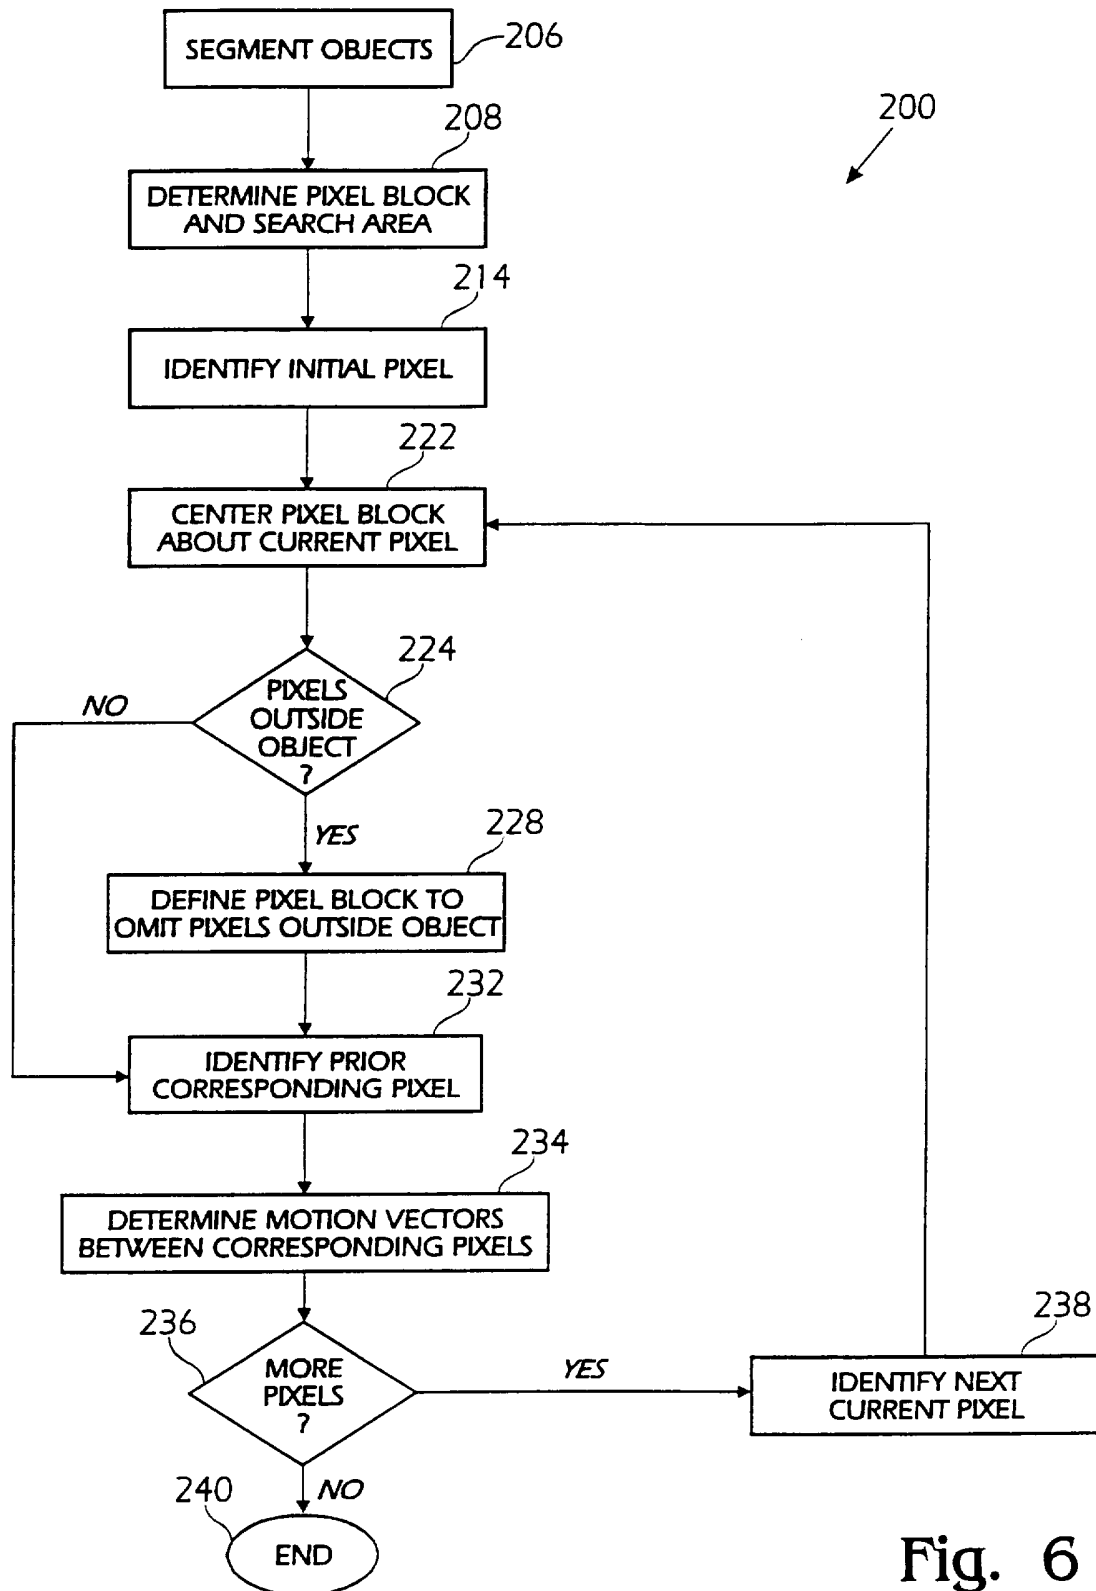 SEGMENT OBJECTS
206
200
208
DETERMINE PIXEL BLOCK
AND SEARCH AREA
214
IDENTIFY INITIAL PIXEL
222
CENTER PIXEL BLOCK
ABOUT CURRENT PIXEL
224
PIXELS
OUTSIDE
OBJECT
?
NO
YES
228
DEFINE PIXEL BLOCK TO
OMIT PIXELS OUTSIDE OBJECT
232
IDENTIFY PRIOR
CORRESPONDING PIXEL
234
DETERMINE MOTION VECTORS
BETWEEN CORRESPONDING PIXELS
236
MORE
PIXELS
?
YES
238
IDENTIFY NEXT
CURRENT PIXEL
NO
240
END
Fig. 6